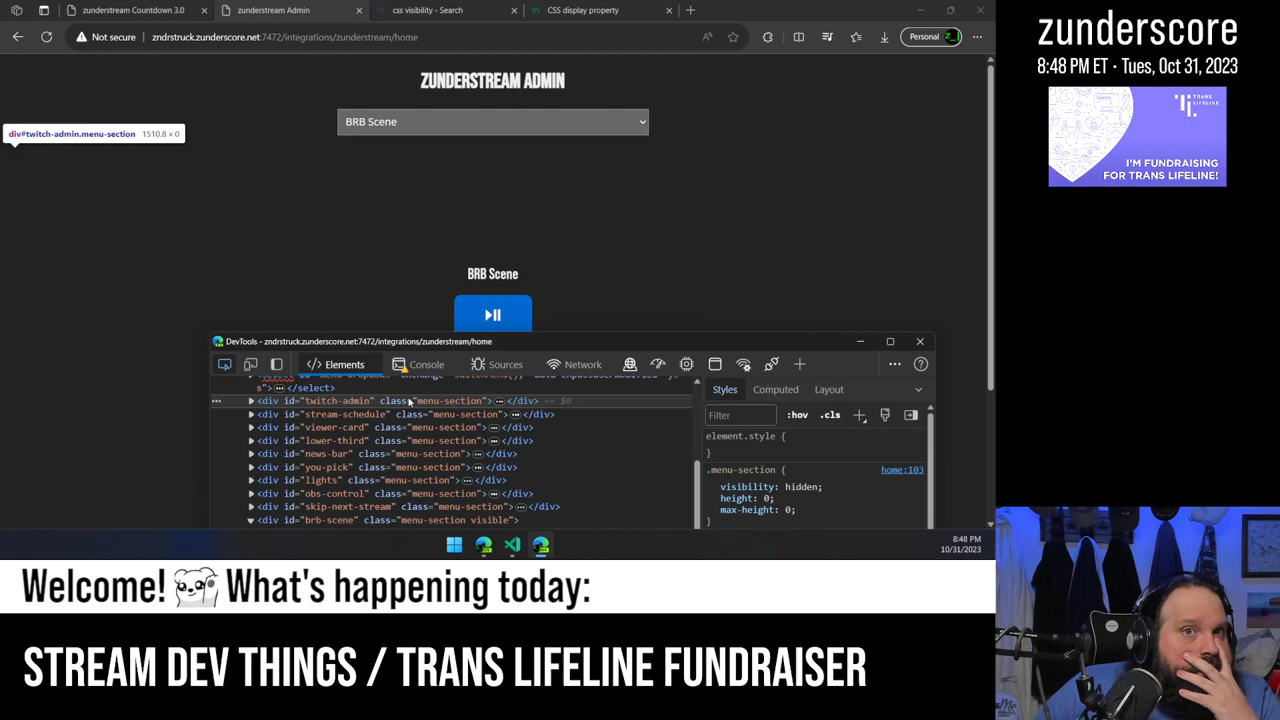 zunderstream Countdown 3.0
zunderstream Admin
css visibility - Search
CSS display property
Not secure
zndrstruck.zunderscore.net:7472/integrations/zunderstream/home
Personal
ZUNDERSTREAM ADMIN
BRB Scene
div#twitch-admin.menu-section 1510.8 × 0
BRB Scene
DevTools - zndrstruck.zunderscore.net:7472/integrations/zunderstream/home
Elements
Console
Sources
Network
s"> </select>
<div id="twitch-admin" class="menu-section"> </div> == $0
<div id="stream-schedule" class="menu-section"> </div>
<div id="viewer-card" class="menu-section"> </div>
<div id="lower-third" class="menu-section"> </div>
<div id="news-bar" class="menu-section"> </div>
<div id="you-pick" class="menu-section"> </div>
<div id="lights" class="menu-section"> </div>
<div id="obs-control" class="menu-section"> </div>
<div id="skip-next-stream" class="menu-section"> </div>
<div id="brb-scene" class="menu-section visible">
Styles
Computed
Layout
Filter
:hov
.cls
element.style {
}
.menu-section {
home:103
visibility: hidden;
height: 0;
max-height: 0;
}
8:48 PM
10/31/2023
zunderscore
8:48 PM ET · Tues, Oct 31, 2023
TRANS
LIFELINE
I'M FUNDRAISING
FOR TRANS LIFELINE!
Welcome! What's happening today:
STREAM DEV THINGS / TRANS LIFELINE FUNDRAISER